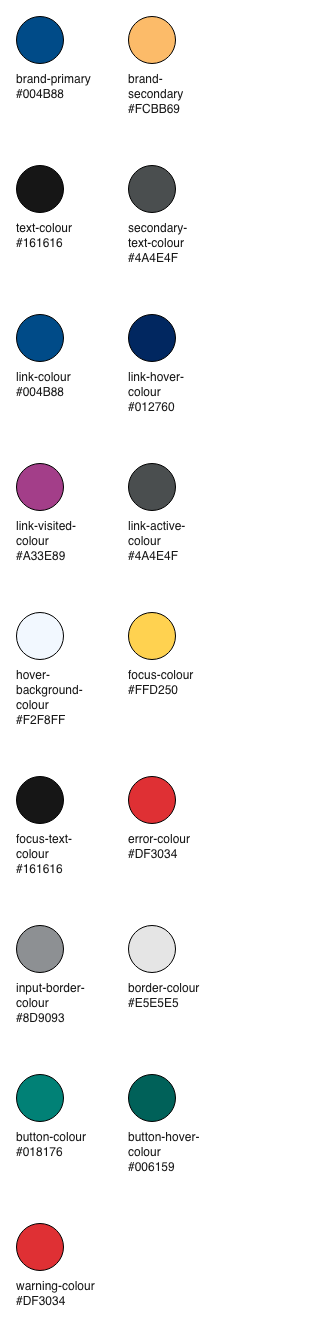 brand-primary
#004B88
brand-
secondary
#FCBB69
text-colour
#161616
secondary-
text-colour
#4A4E4F
link-colour
#004B88
link-hover-
colour
#012760
link-visited-
colour
#A33E89
link-active-
colour
#4A4E4F
hover-
background-
colour
#F2F8FF
focus-colour
#FFD250
focus-text-
colour
#161616
error-colour
#DF3034
input-border-
colour
#8D9093
border-colour
#E5E5E5
button-colour
#018176
button-hover-
colour
#006159
warning-colour
#DF3034